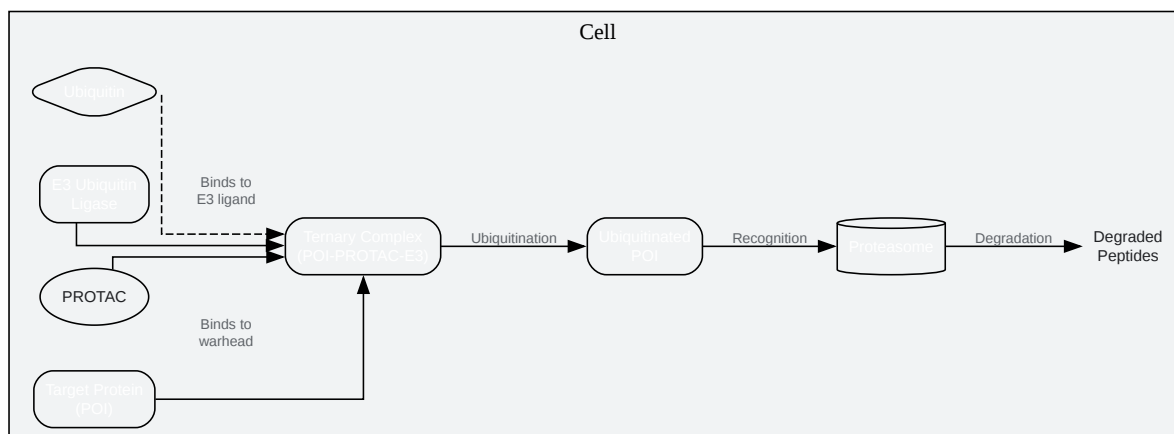 Cell
Ubiquitin
E3 Ubiquitin
Ligase
Binds to
E3 ligand
PROTAC
Ternary Complex
(POI-PROTAC-E3)
Ubiquitination
Ubiquitinated
POI
Recognition
Proteasome
Degradation
Degraded
Peptides
Binds to
warhead
Target Protein
(POI)